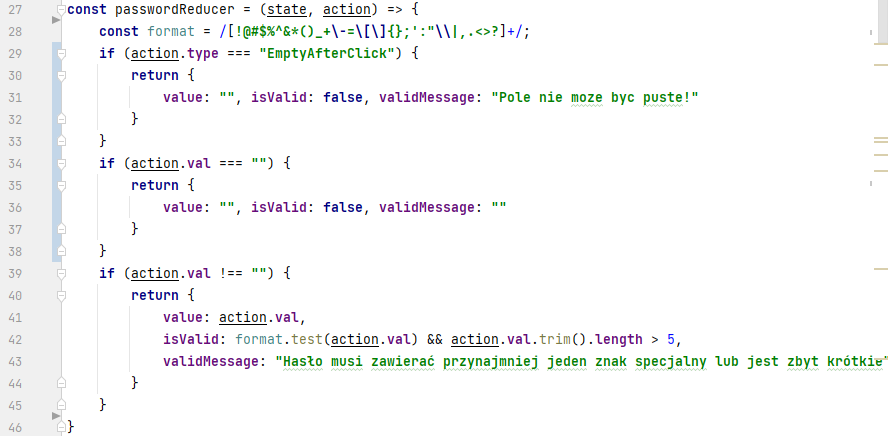 27 const passwordReducer = (state, action) => {
28     const format = /[!@#$%^&*()_+\-=\[\]{};':"\\|,.<>?]+/;
29     if (action.type === "EmptyAfterClick") {
30         return {
31             value: "", isValid: false, validMessage: "Pole nie moze byc puste!"
32         }
33     }
34     if (action.val === "") {
35         return {
36             value: "", isValid: false, validMessage: ""
37         }
38     }
39     if (action.val !== "") {
40         return {
41             value: action.val,
42             isValid: format.test(action.val) && action.val.trim().length > 5,
43             validMessage: "Hasło musi zawierać przynajmniej jeden znak specjalny lub jest zbyt krótkie"
44         }
45     }
46 }